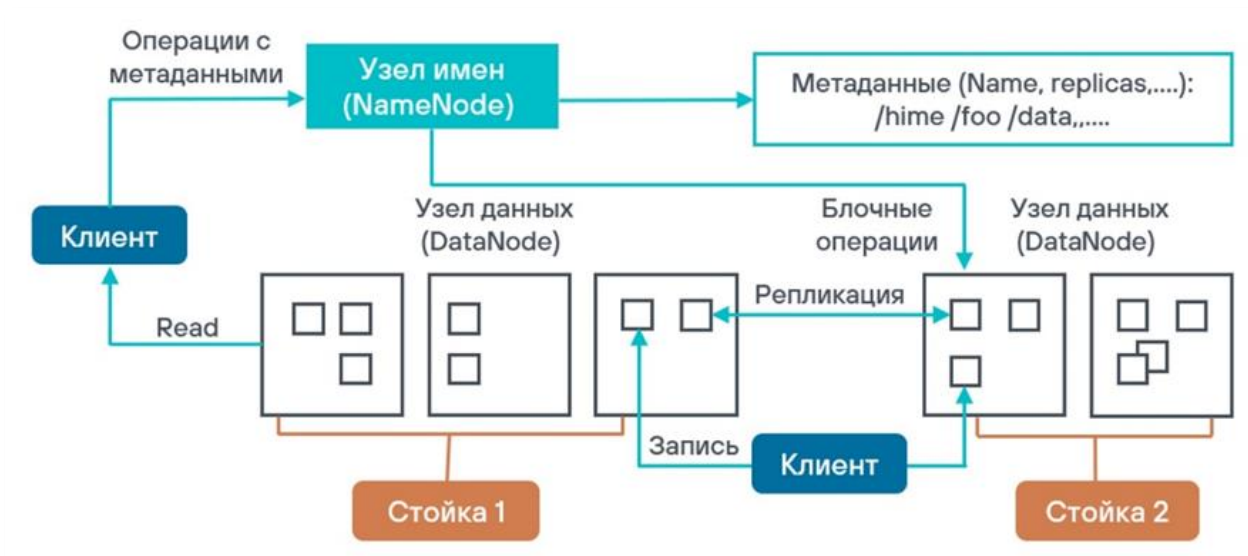 Операции с
метаданными
Узел имен
(NameNode)
Метаданные (Name, replicas,....):
/hime /foo /data,,....
Клиент
Узел данных
(DataNode)
Блочные
операции
Узел данных
(DataNode)
Read
Репликация
Запись
Клиент
Стойка 1
Стойка 2